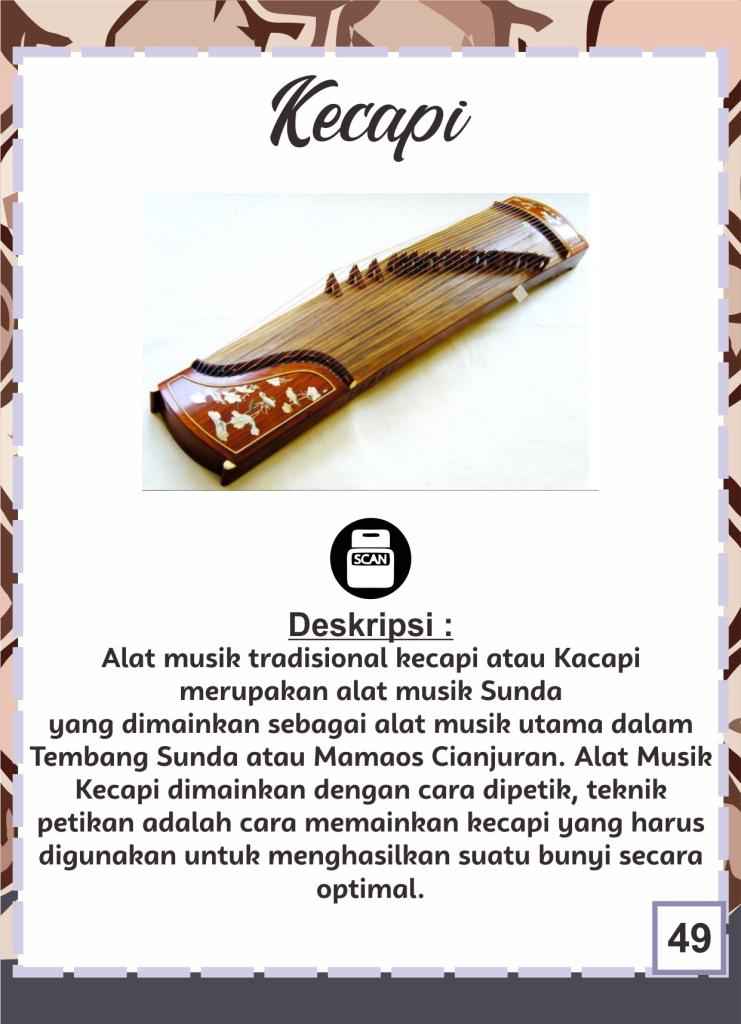 Kecapi
SCAN
Deskripsi :
Alat musik tradisional kecapi atau Kacapi
merupakan alat musik Sunda
yang dimainkan sebagai alat musik utama dalam
Tembang Sunda atau Mamaos Cianjuran. Alat Musik
Kecapi dimainkan dengan cara dipetik, teknik
petikan adalah cara memainkan kecapi yang harus
digunakan untuk menghasilkan suatu bunyi secara
optimal.
49